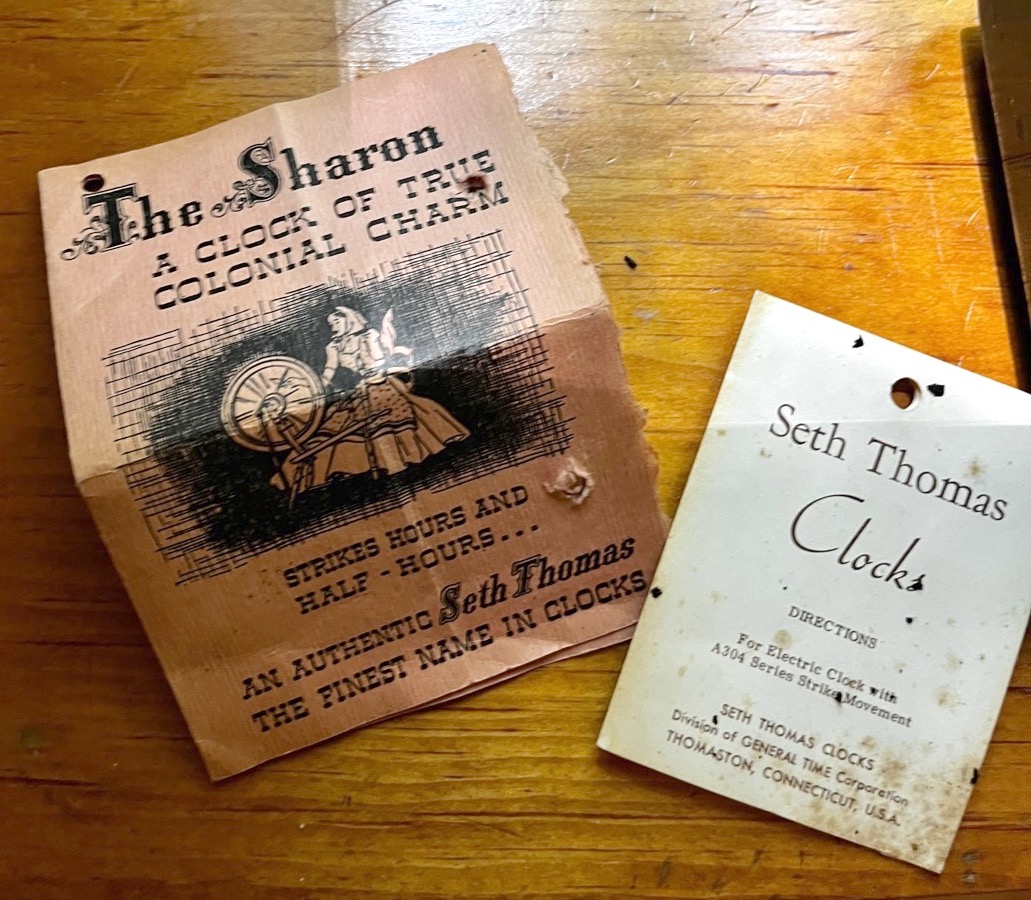 The Sharon
A CLOCK OF TRUE
COLONIAL CHARM
STRIKES HOURS AND
HALF-HOURS...
AN AUTHENTIC Seth Thomas
THE FINEST NAME IN CLOCKS
Seth Thomas
Clocks
DIRECTIONS
For Electric Clock with
A304 Series Strike Movement
SETH THOMAS CLOCKS
Division of GENERAL TIME Corporation
THOMASTON, CONNECTICUT, U.S.A.